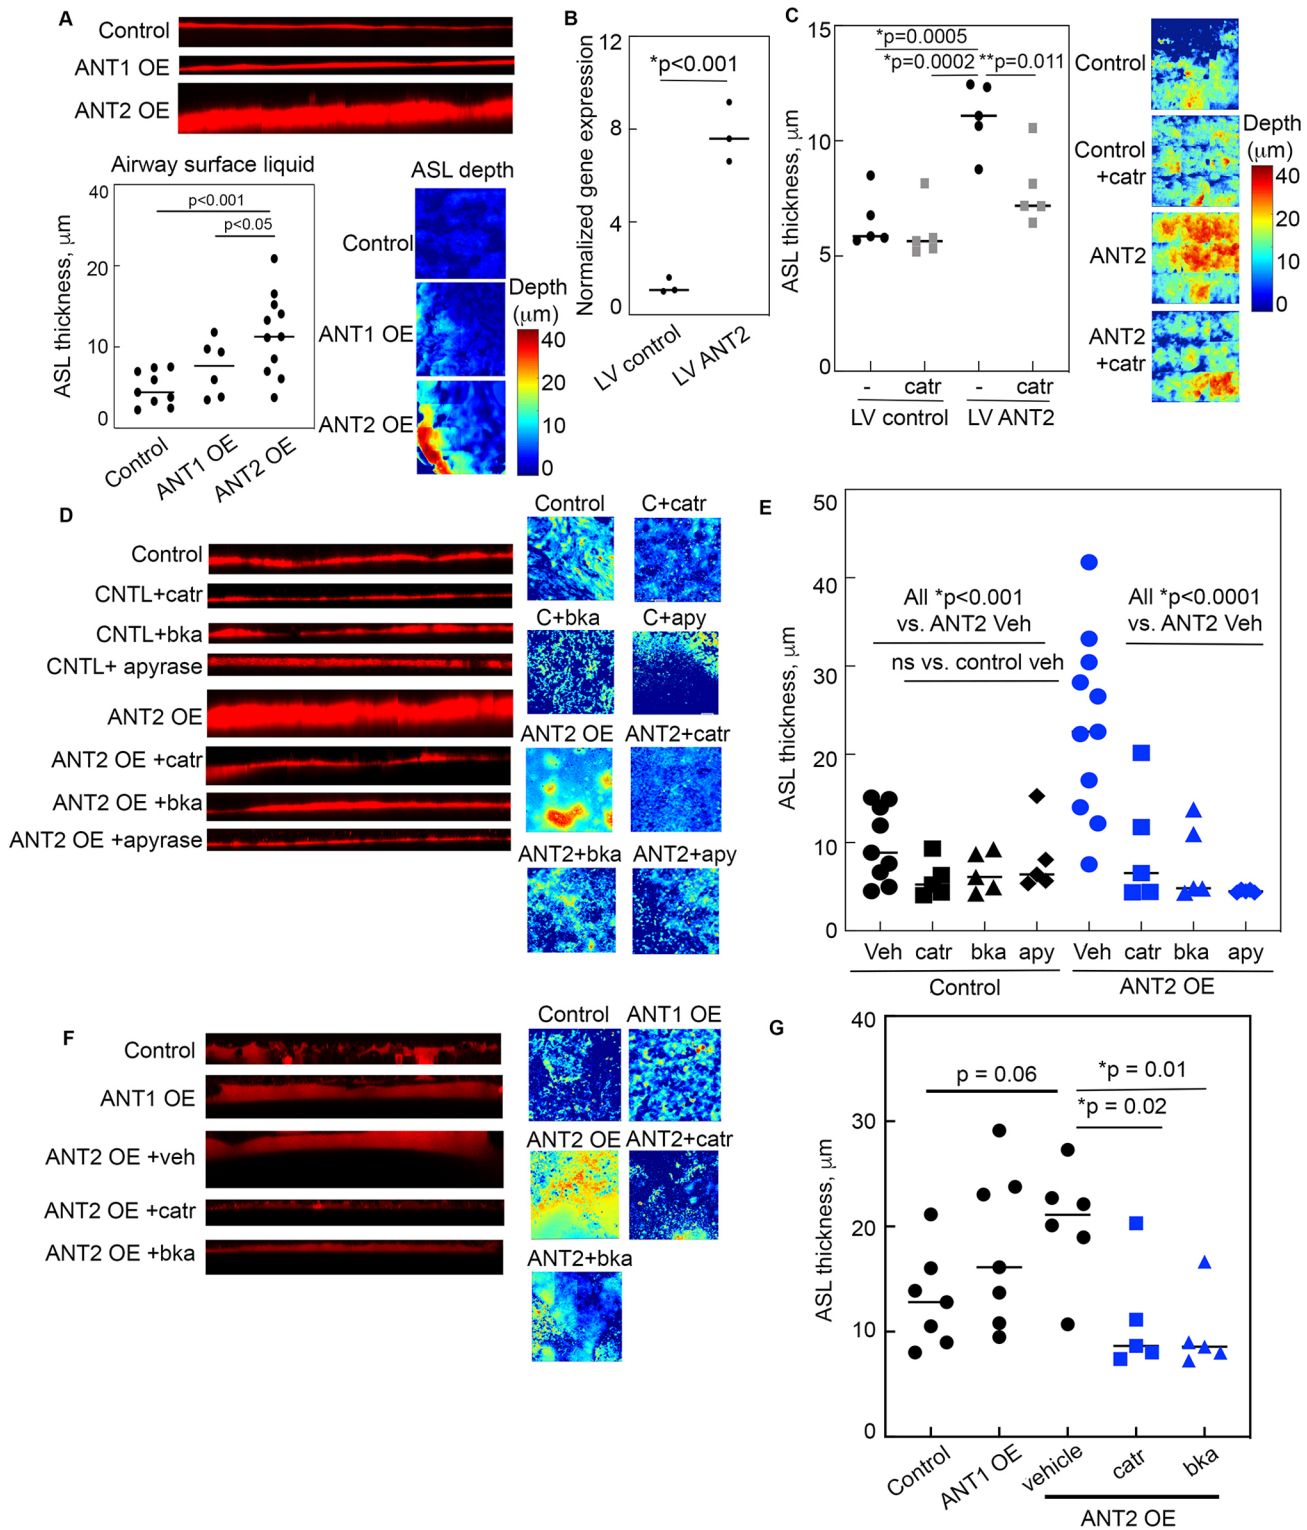 A
Control
ANT1 OE
ANT2 OE
Airway surface liquid
ASL thickness, μm
40
20
10
0
p<0.001
p<0.05
Control
ANT1 OE
ANT2 OE
ASL depth
Control
ANT1 OE
ANT2 OE
Depth
(μm)
40
20
10
0
B
Normalized gene expression
12
8
4
0
*p<0.001
LV control
LV ANT2
C
ASL thickness, μm
15
10
5
0
*p=0.0005
*p=0.0002
**p=0.011
-
catr
-
catr
LV control
LV ANT2
Control
Control
+catr
ANT2
ANT2
+catr
Depth
(μm)
40
20
10
0
D
Control
CNTL+catr
CNTL+bka
CNTL+ apyrase
ANT2 OE
ANT2 OE +catr
ANT2 OE +bka
ANT2 OE +apyrase
Control
C+catr
C+bka
C+apy
ANT2 OE
ANT2+catr
ANT2+bka
ANT2+apy
E
ASL thickness, μm
50
40
30
20
10
0
All *p<0.001
vs. ANT2 Veh
ns vs. control veh
All *p<0.0001
vs. ANT2 Veh
Veh
catr
bka
apy
Veh
catr
bka
apy
Control
ANT2 OE
F
Control
ANT1 OE
ANT2 OE +veh
ANT2 OE +catr
ANT2 OE +bka
Control
ANT1 OE
ANT2 OE
ANT2+catr
ANT2+bka
G
ASL thickness, μm
40
30
20
10
0
p = 0.06
*p = 0.01
*p = 0.02
Control
ANT1 OE
vehicle
catr
bka
ANT2 OE